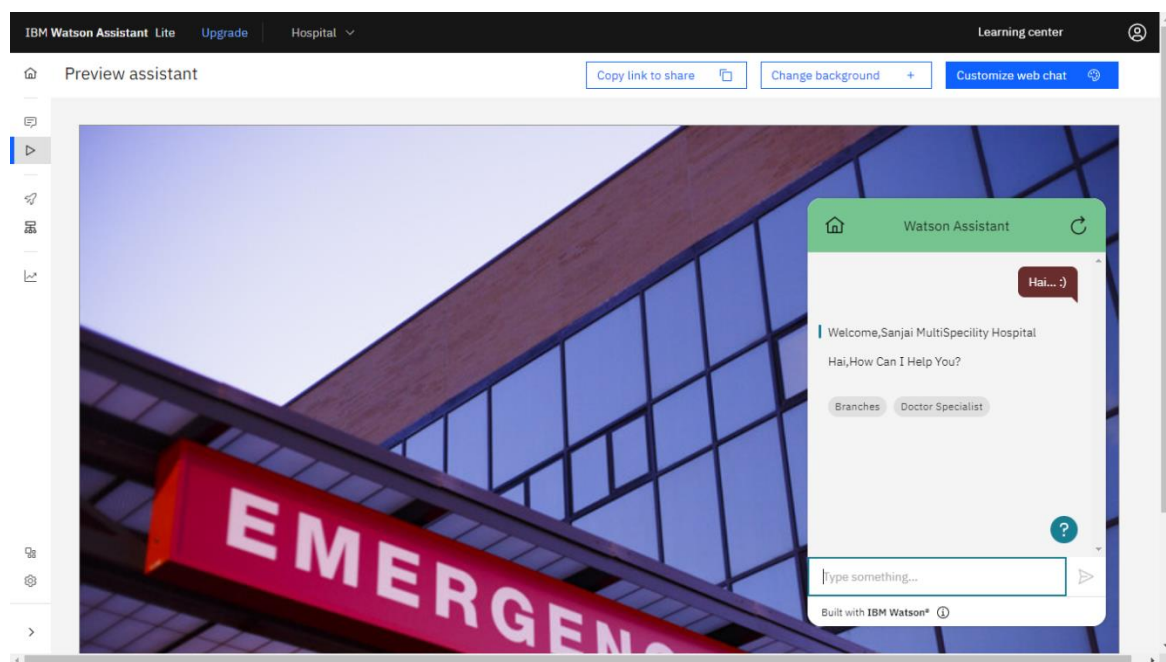 IBM Watson Assistant Lite Upgrade Hospital Learning center
Preview assistant Copy link to share Change background + Customize web chat
Watson Assistant
Hai... :)
Welcome,Sanjai MultiSpecility Hospital
Hai,How Can I Help You?
Branches Doctor Specialist
EMERGENC
?
Type something...
Built with IBM Watson®